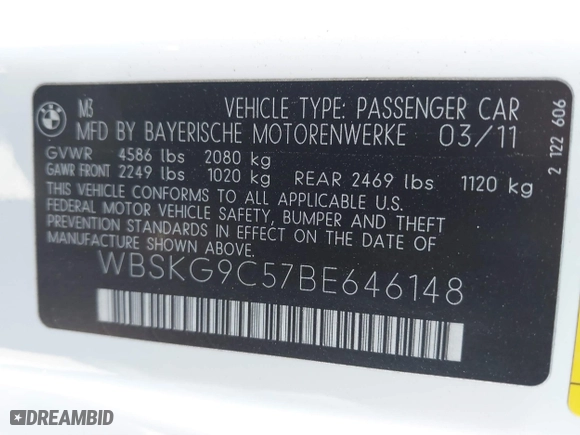 BMW
M3
VEHICLE TYPE: PASSENGER CAR
MFD BY BAYERISCHE MOTORENWERKE 03/11
GVWR 4586 lbs 2080 kg
GAWR FRONT 2249 lbs 1020 kg REAR 2469 lbs 1120 kg
THIS VEHICLE CONFORMS TO ALL APPLICABLE U.S.
FEDERAL MOTOR VEHICLE SAFETY, BUMPER AND THEFT
PREVENTION STANDARDS IN EFFECT ON THE DATE OF
MANUFACTURE SHOWN ABOVE.
WBSKG9C57BE646148
2 122 606
DREAMBID